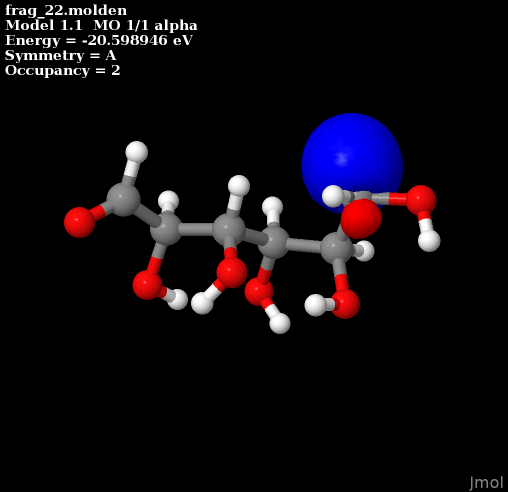 frag_22.molden
Model 1.1  MO 1/1 alpha
Energy = -20.598946 eV
Symmetry = A
Occupancy = 2
Jmol